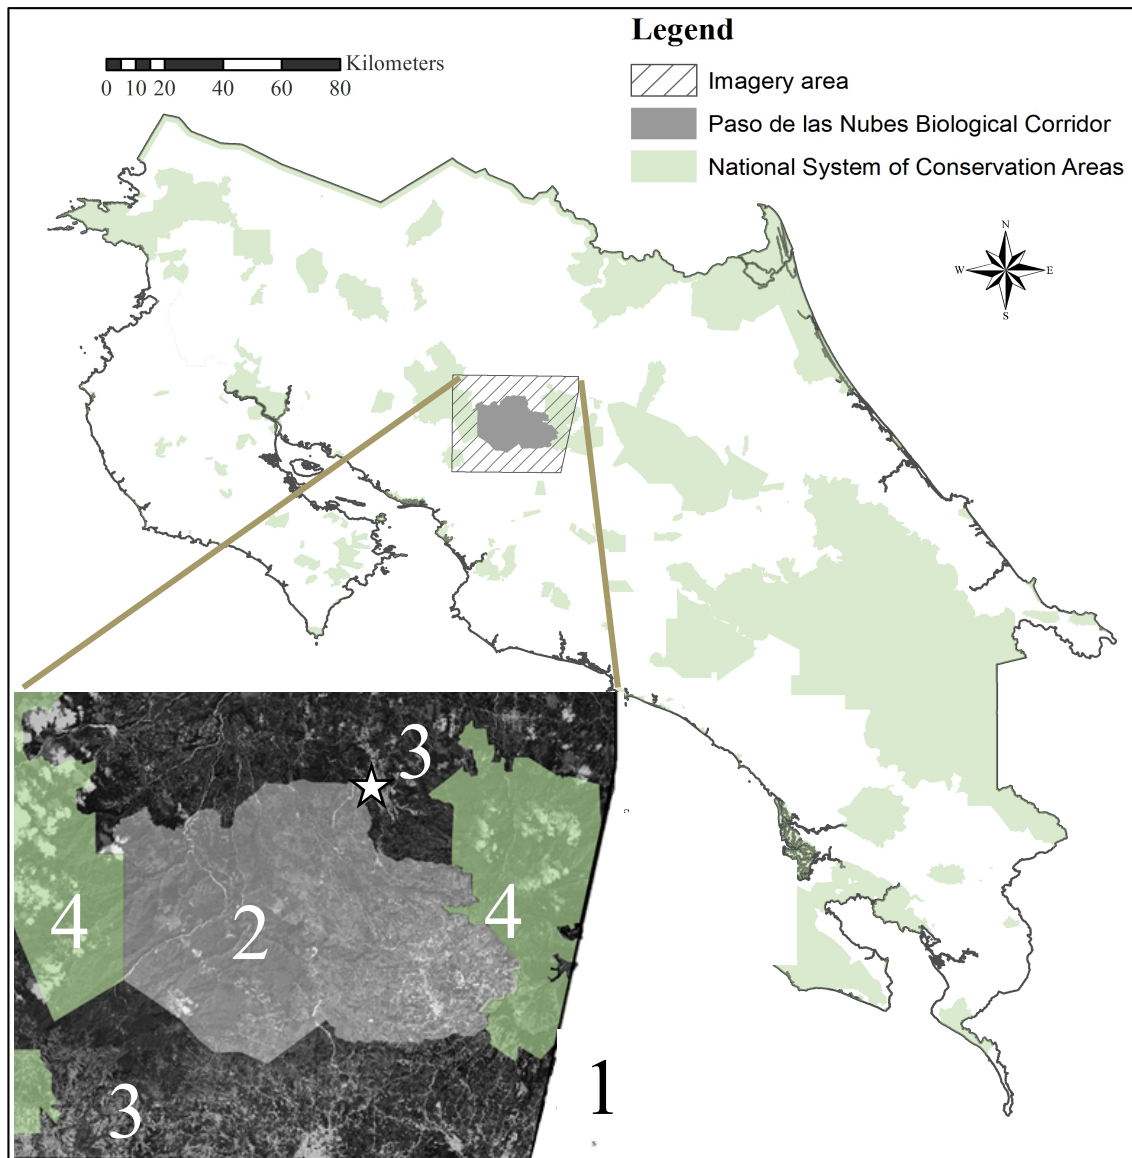 Legend
Kilometers
0 10 20 40 60 80
Imagery area
Paso de las Nubes Biological Corridor
National System of Conservation Areas
N
W E
S
3
4
2
4
3
1